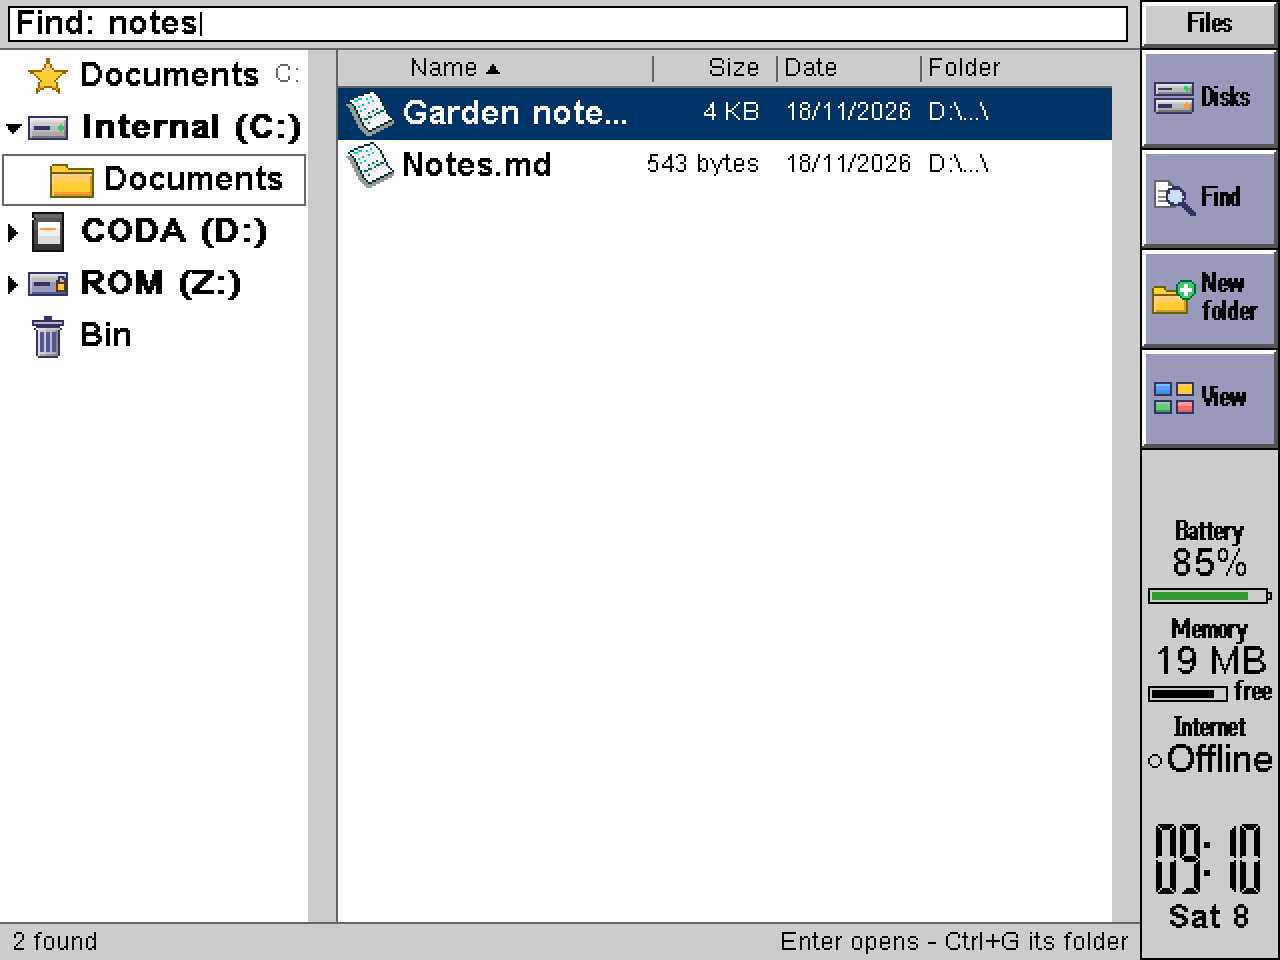 Find: notes
Files
Documents C:
Internal (C:)
Documents
CODA (D:)
ROM (Z:)
Bin
Name Size Date Folder
Garden note... 4 KB 18/11/2026 D:\...\
Notes.md 543 bytes 18/11/2026 D:\...\
Disks
Find
New
folder
View
Battery
85%
Memory
19 MB
free
Internet
Offline
09:10
Sat 8
2 found
Enter opens - Ctrl+G its folder